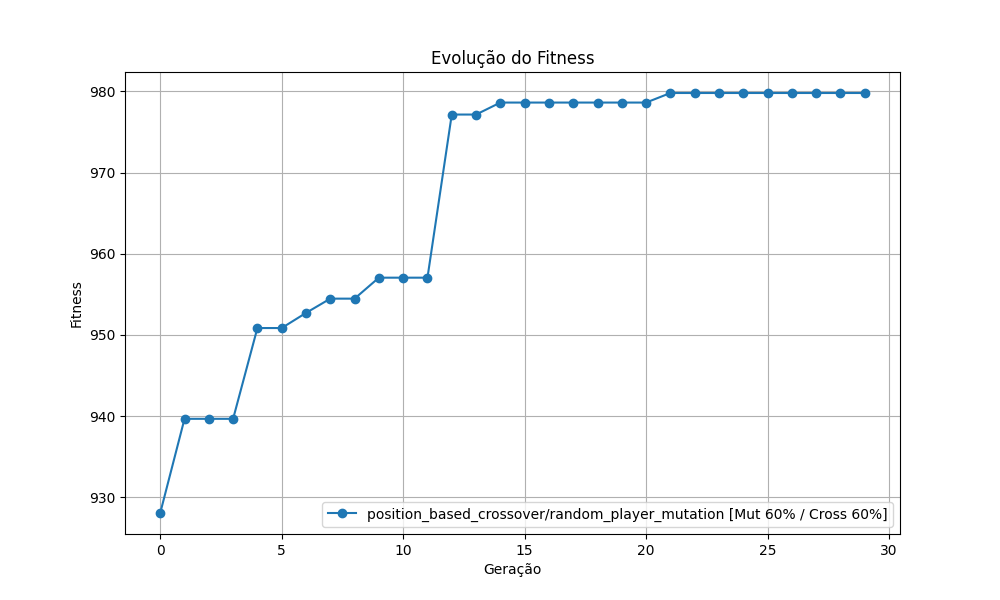 Evolução do Fitness
Fitness
980
970
960
950
940
930
position_based_crossover/random_player_mutation [Mut 60% / Cross 60%]
0 5 10 15 20 25 30
Geração